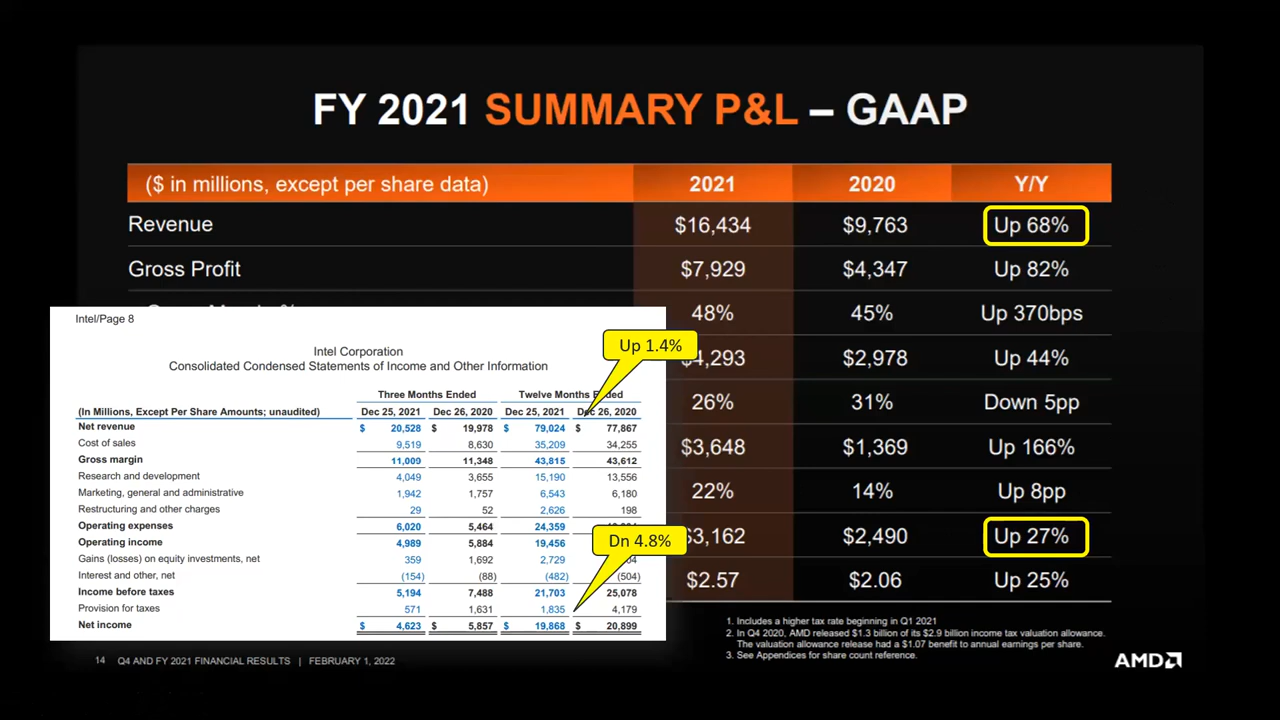 FY 2021 SUMMARY P&L – GAAP
($ in millions, except per share data) 2021 2020 Y/Y
Revenue $16,434 $9,763 Up 68%
Gross Profit $7,929 $4,347 Up 82%
48% 45% Up 370bps
$4,293 $2,978 Up 44%
26% 31% Down 5pp
$3,648 $1,369 Up 166%
22% 14% Up 8pp
$3,162 $2,490 Up 27%
$2.57 $2.06 Up 25%
Intel/Page 8
Up 1.4%
Intel Corporation
Consolidated Condensed Statements of Income and Other Information
Three Months Ended Twelve Months Ended
(In Millions, Except Per Share Amounts; unaudited) Dec 25, 2021 Dec 26, 2020 Dec 25, 2021 Dec 26, 2020
Net revenue $ 20,528 $ 19,978 $ 79,024 $ 77,867
Cost of sales 9,519 8,630 35,209 34,255
Gross margin 11,009 11,348 43,815 43,612
Research and development 4,049 3,655 15,190 13,556
Marketing, general and administrative 1,942 1,757 6,543 6,180
Restructuring and other charges 29 52 2,626 198
Operating expenses 6,020 5,464 24,359
Operating income 4,989 5,884 19,456
Dn 4.8%
Gains (losses) on equity investments, net 359 1,692 2,729
Interest and other, net (154) (88) (482) (504)
Income before taxes 5,194 7,488 21,703 25,078
Provision for taxes 571 1,631 1,835 4,179
Net income $ 4,623 $ 5,857 $ 19,868 $ 20,899
1. Includes a higher tax rate beginning in Q1 2021
2. In Q4 2020, AMD released $1.3 billion of its $2.9 billion income tax valuation allowance.
The valuation allowance release had a $1.07 benefit to annual earnings per share.
3. See Appendices for share count reference.
14 Q4 AND FY 2021 FINANCIAL RESULTS | FEBRUARY 1, 2022
AMD